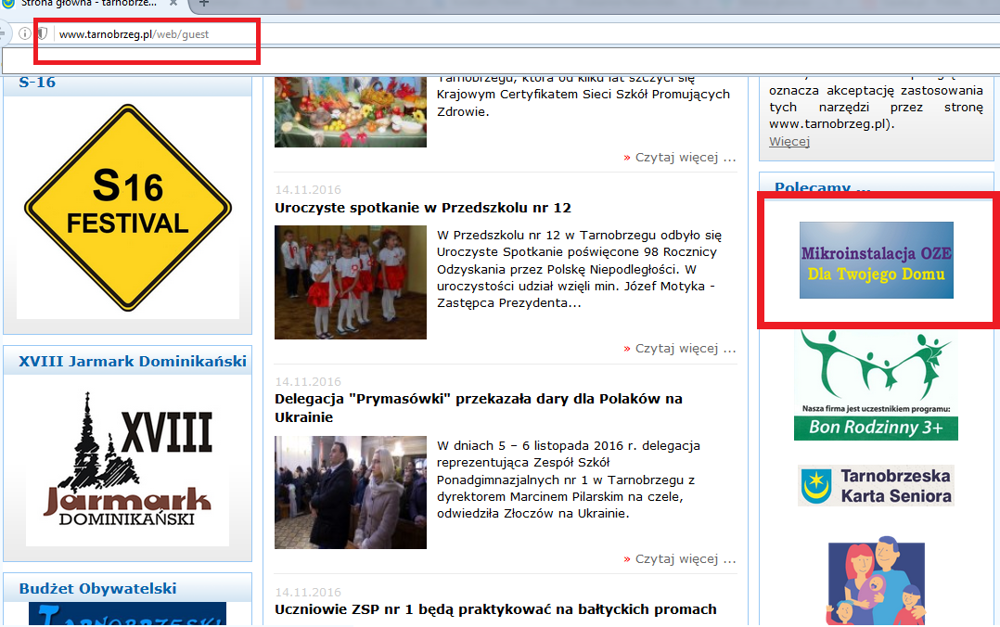 Strona główna - tarnobrze...
www.tarnobrzeg.pl/web/guest
S-16
S16
FESTIVAL
XVIII Jarmark Dominikański
XVIII
Jarmark
DOMINIKAŃSKI
Budżet Obywatelski
TARNOBRZESKI
Tarnobrzegu, która od kilku lat szczyci się
Krajowym Certyfikatem Sieci Szkół Promujących
Zdrowie.
» Czytaj więcej ...
14.11.2016
Uroczyste spotkanie w Przedszkolu nr 12
W Przedszkolu nr 12 w Tarnobrzegu odbyło się
Uroczyste Spotkanie poświęcone 98 Rocznicy
Odzyskania przez Polskę Niepodległości. W
uroczystości udział wzięli min. Józef Motyka -
Zastępca Prezydenta...
» Czytaj więcej ...
14.11.2016
Delegacja "Prymasówki" przekazała dary dla Polaków na
Ukrainie
W dniach 5 – 6 listopada 2016 r. delegacja
reprezentująca Zespół Szkół
Ponadgimnazjalnych nr 1 w Tarnobrzegu z
dyrektorem Marcinem Pilarskim na czele,
odwiedziła Złoczów na Ukrainie.
» Czytaj więcej ...
14.11.2016
Uczniowie ZSP nr 1 będą praktykować na bałtyckich promach
oznacza akceptację zastosowania
tych narzędzi przez stronę
www.tarnobrzeg.pl).
Więcej
Polecamy ...
Mikroinstalacja OZE
Dla Twojego Domu
Nasza firma jest uczestnikiem programu:
Bon Rodzinny 3+
Tarnobrzeska
Karta Seniora